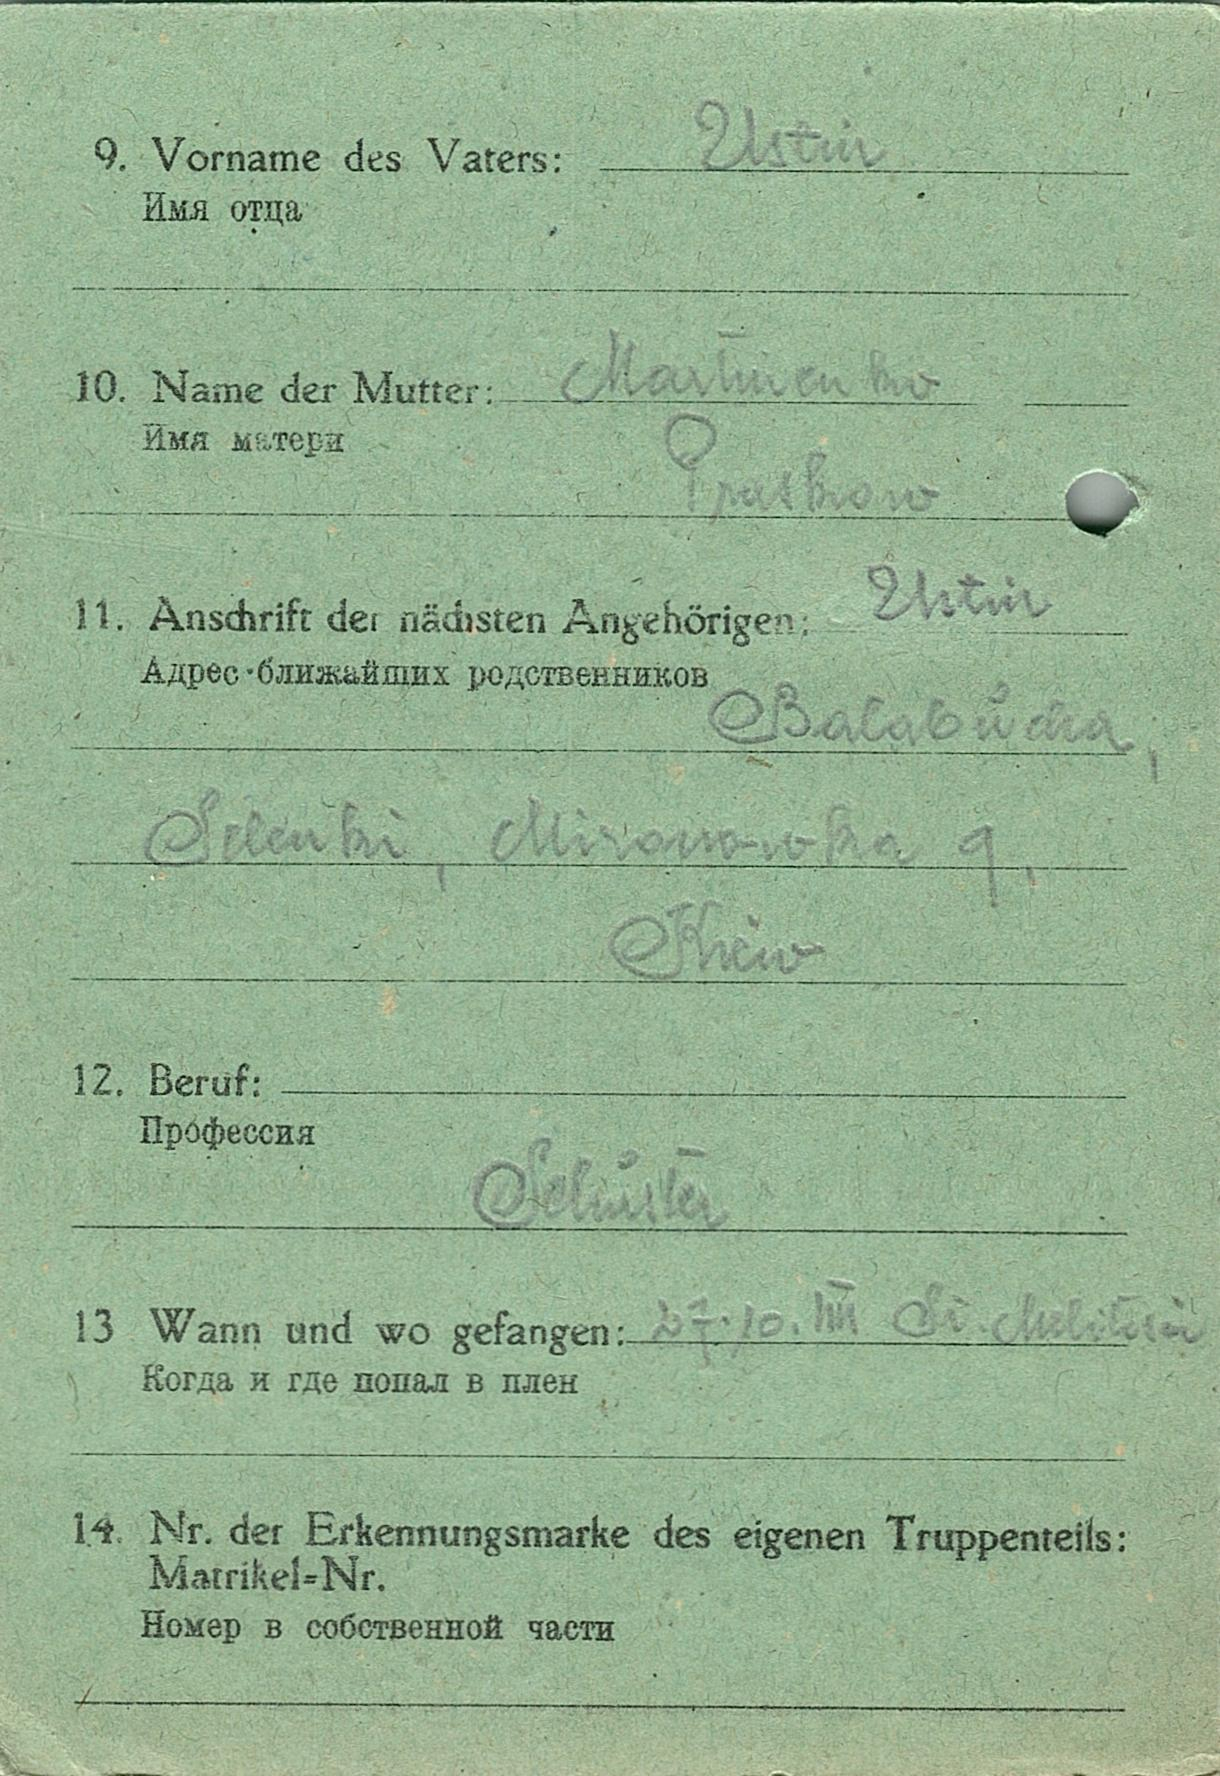 9. Vorname des Vaters: Ustin
Имя отца
10. Name der Mutter: Martinenko
Имя матери
Praskow
11. Anschrift der nächsten Angehörigen: Ustin
Адрес ближайших родственников
Balabucha,
Selenki, Mironowka 9,
Kiew
12. Beruf:
Профессия
Schuster
13 Wann und wo gefangen: 27.10.
Когда и где попал в плен
14. Nr. der Erkennungsmarke des eigenen Truppenteils:
Matrikel=Nr.
Номер в собственной части